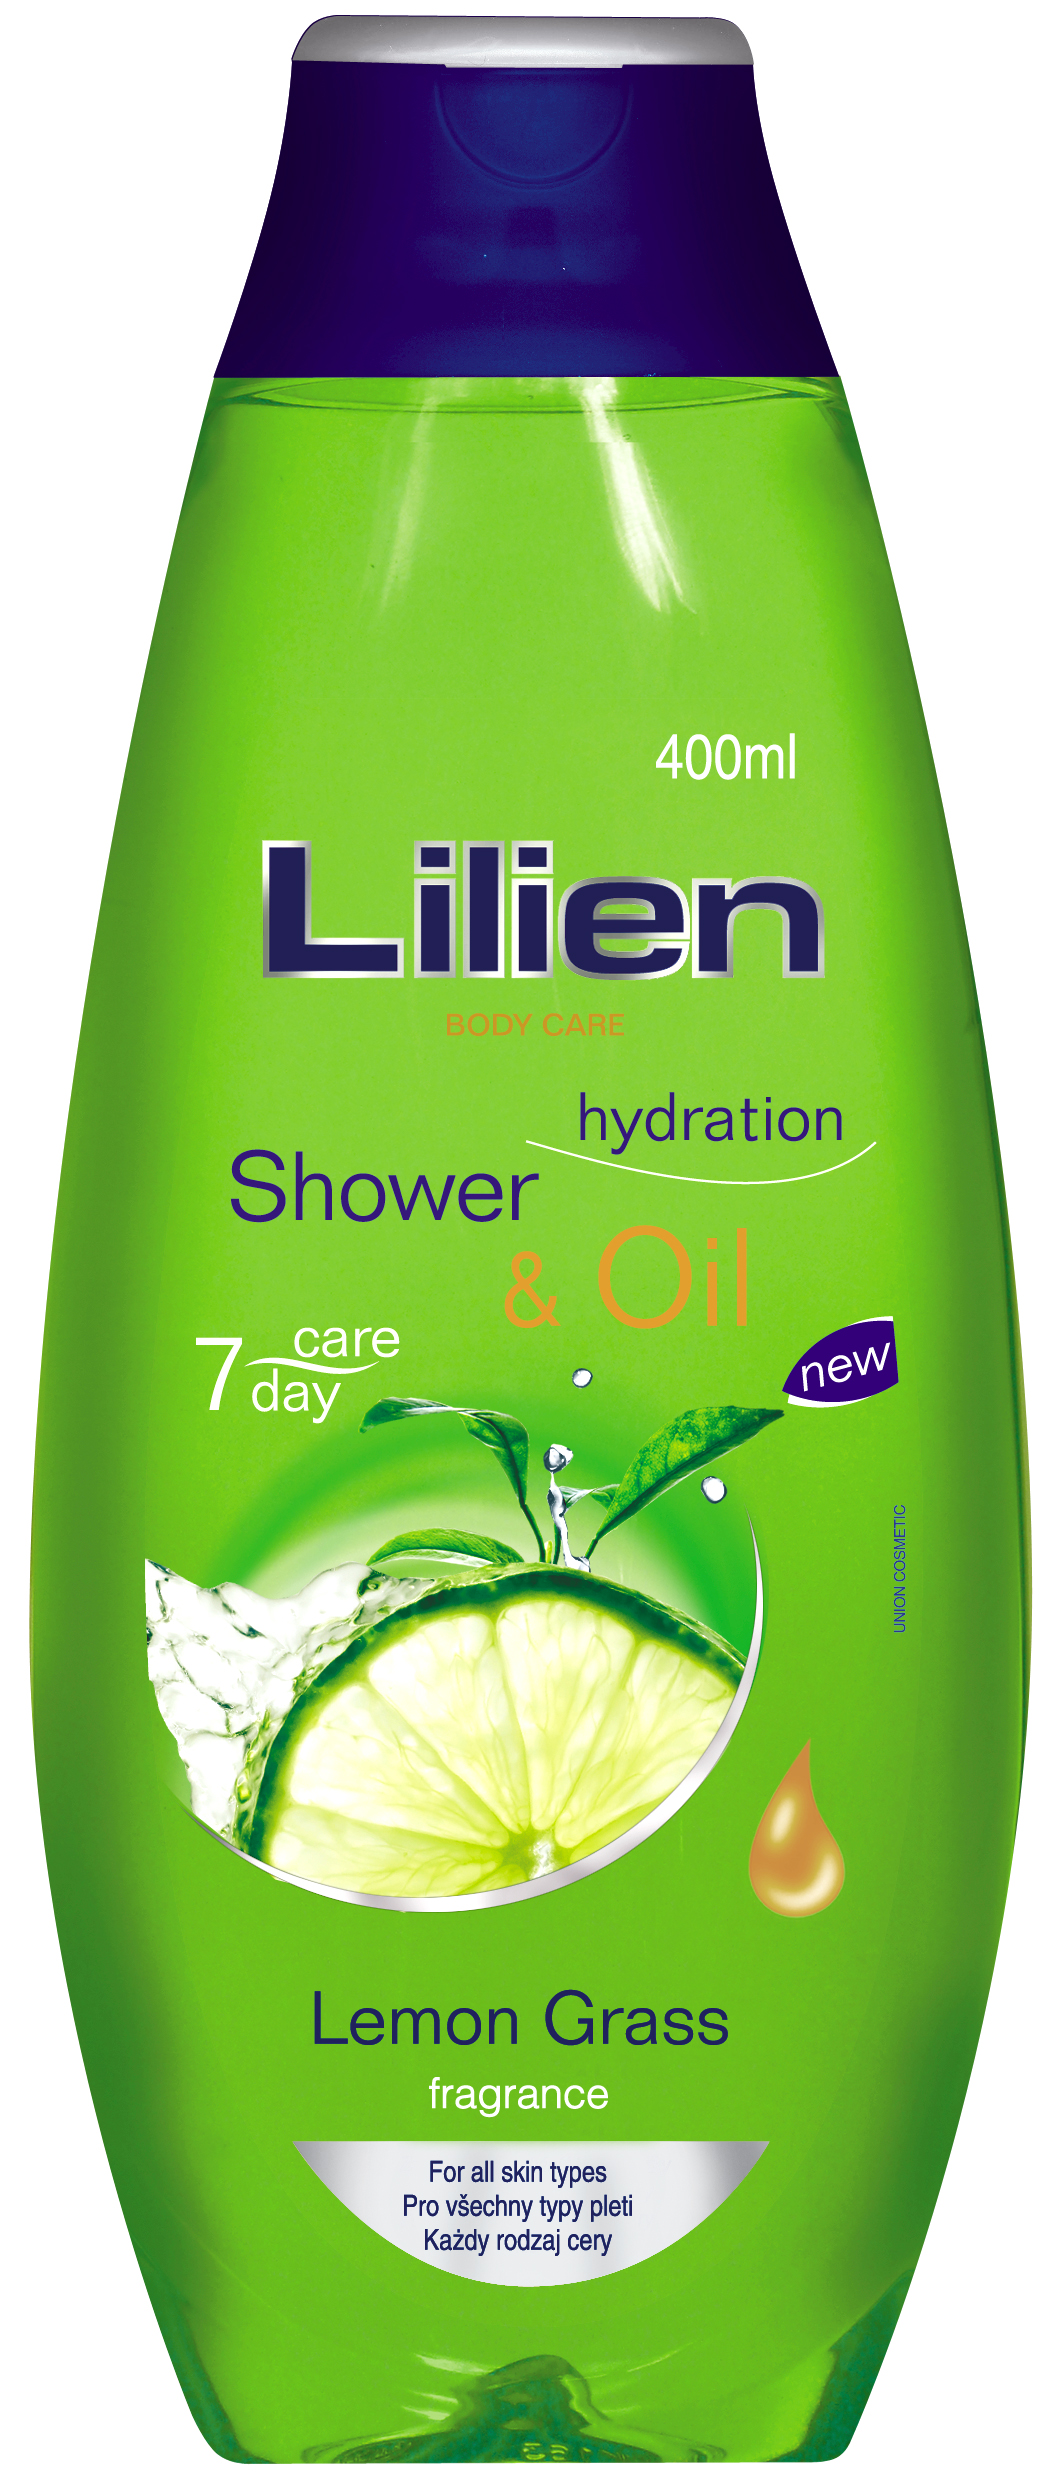 400ml
Lilien
BODY CARE
hydration
Shower
& Oil
7 day care
new
UNION COSMETIC
Lemon Grass
fragrance
For all skin types
Pro všechny typy pleti
Każdy rodzaj cery